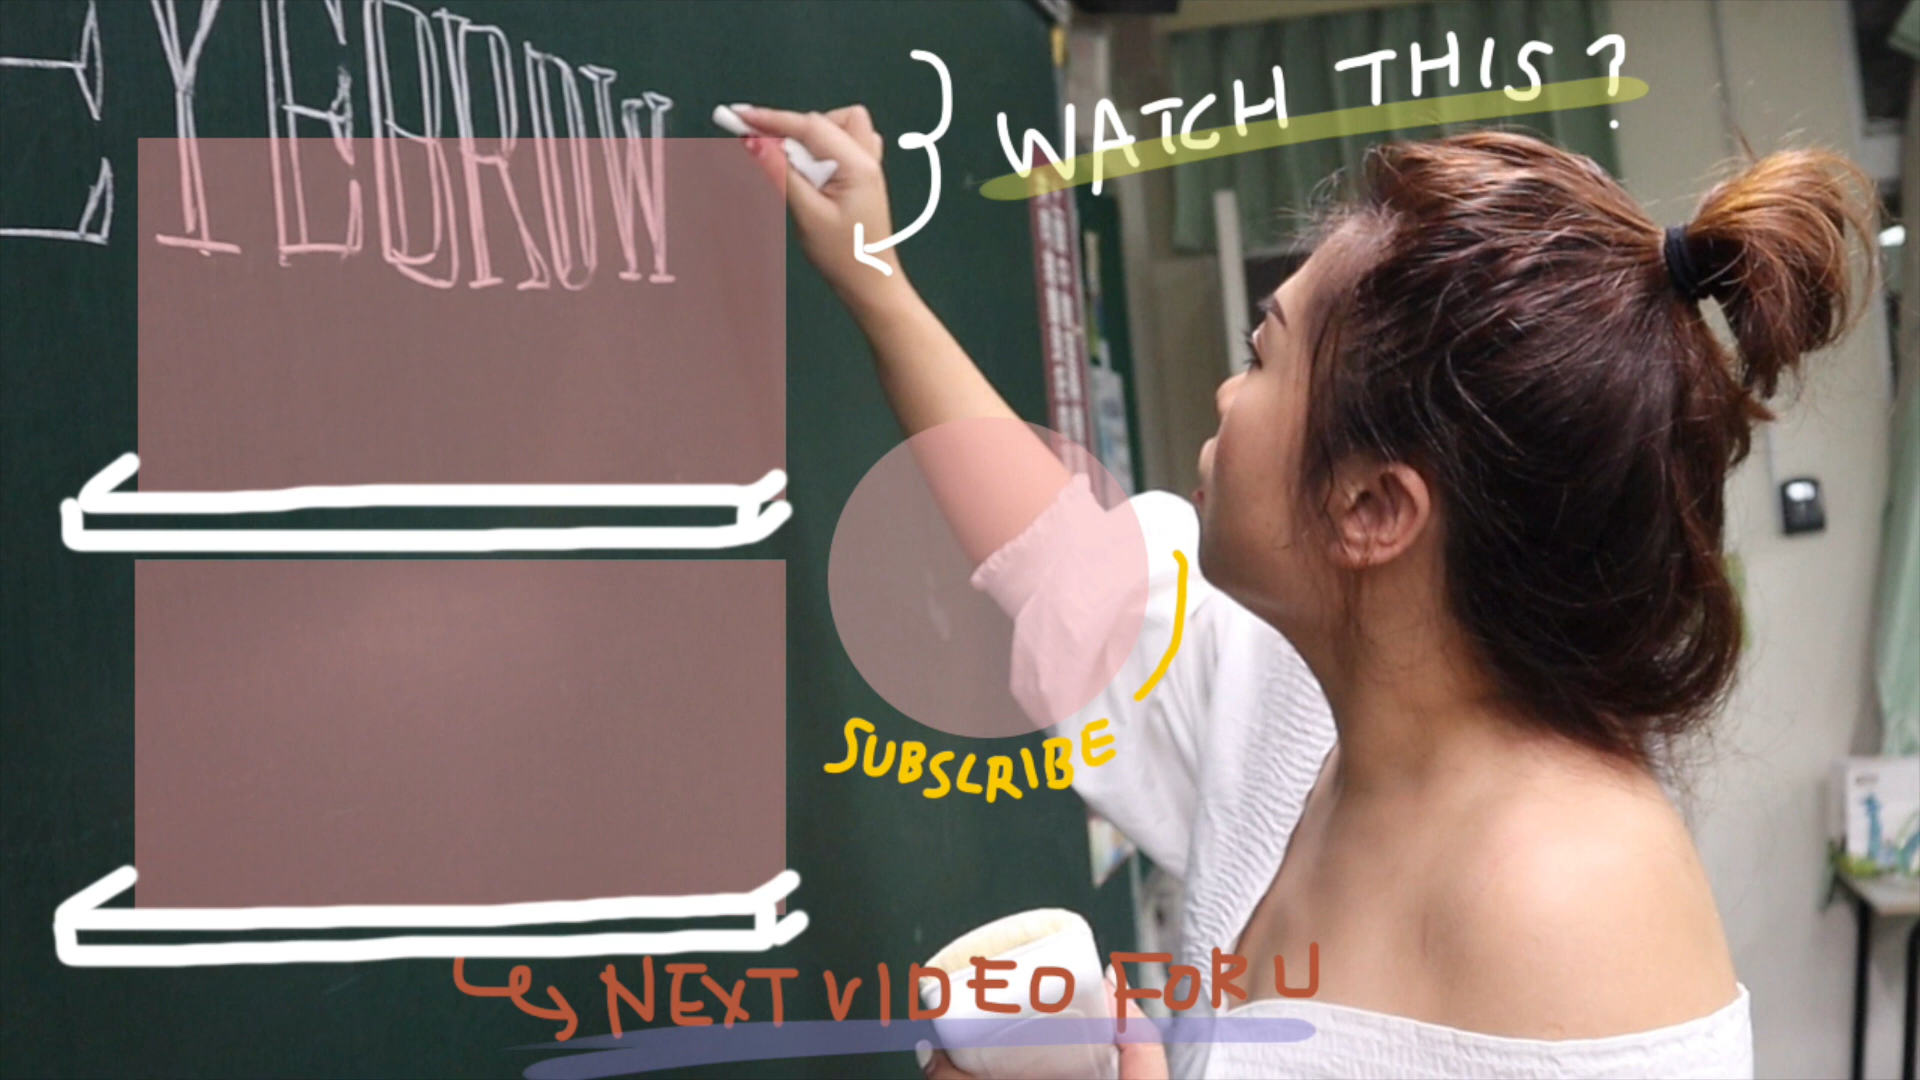 EYEBROW
WATCH THIS?
SUBSCRIBE
NEXT VIDEO FOR U